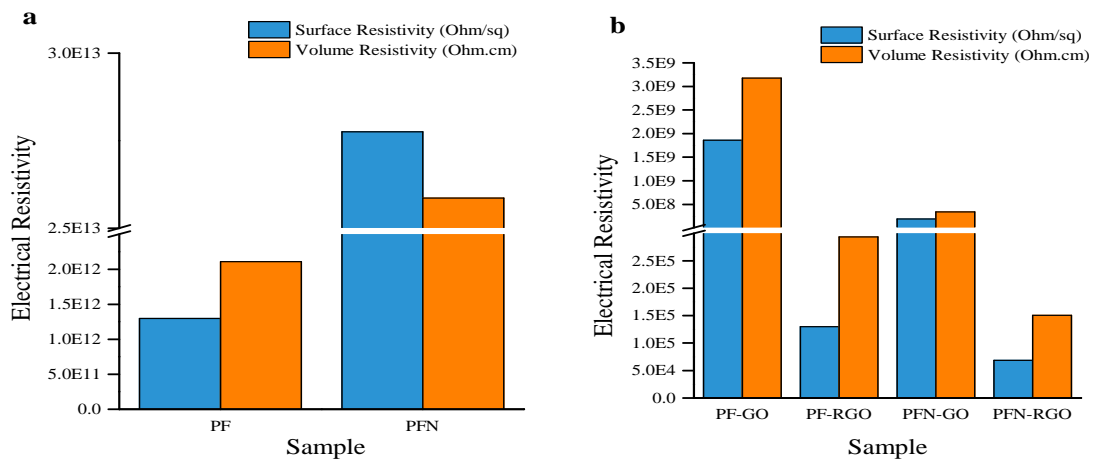 a
Surface Resistivity (Ohm/sq)
Volume Resistivity (Ohm.cm)
Electrical Resistivity
3.0E13
2.5E13
2.0E12
1.5E12
1.0E12
5.0E11
0.0
PF
PFN
Sample
b
Surface Resistivity (Ohm/sq)
Volume Resistivity (Ohm.cm)
Electrical Resistivity
3.5E9
3.0E9
2.5E9
2.0E9
1.5E9
1.0E9
5.0E8
2.5E5
2.0E5
1.5E5
1.0E5
5.0E4
0.0
PF-GO
PF-RGO
PFN-GO
PFN-RGO
Sample